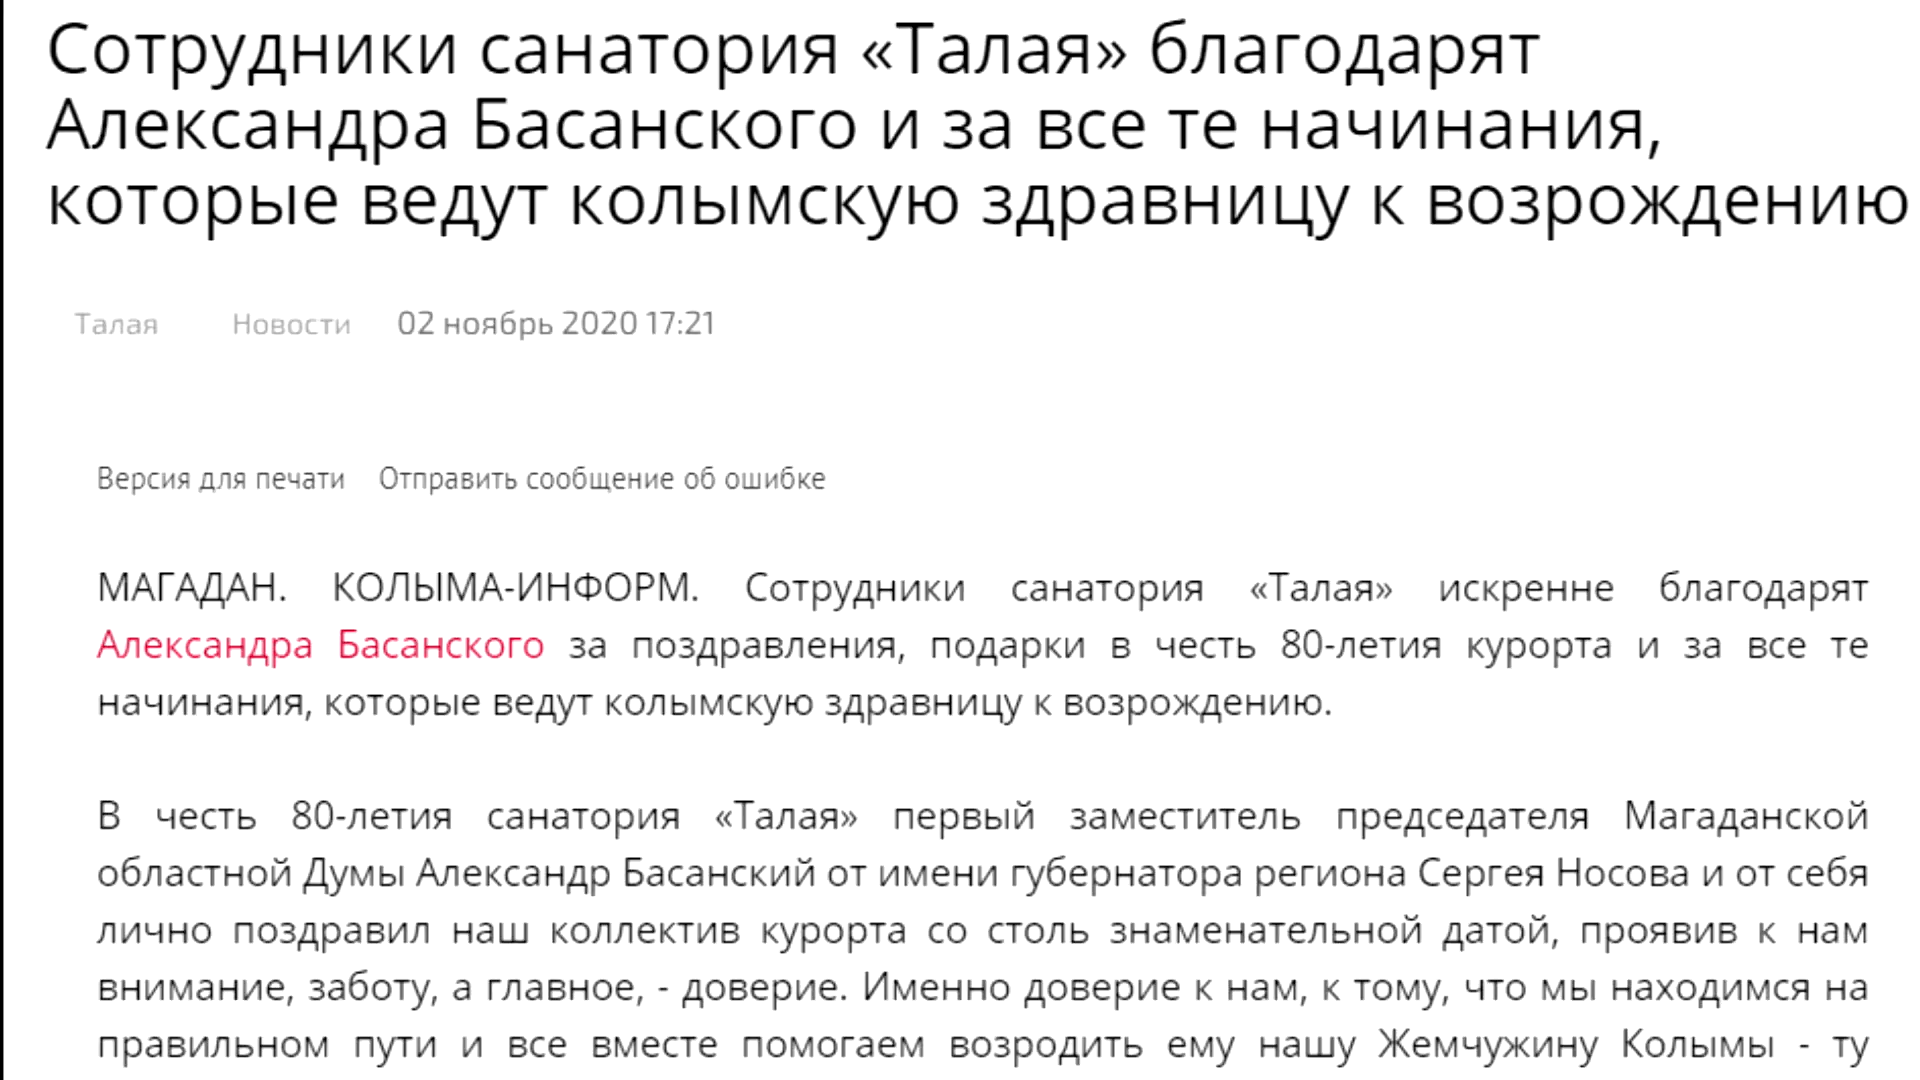 Сотрудники санатория «Талая» благодарят
Александра Басанского и за все те начинания,
которые ведут колымскую здравницу к возрождению
Талая Новости 02 ноябрь 2020 17:21
Версия для печати Отправить сообщение об ошибке
МАГАДАН. КОЛЫМА-ИНФОРМ. Сотрудники санатория «Талая» искренне благодарят
Александра Басанского за поздравления, подарки в честь 80-летия курорта и за все те
начинания, которые ведут колымскую здравницу к возрождению.
В честь 80-летия санатория «Талая» первый заместитель председателя Магаданской
областной Думы Александр Басанский от имени губернатора региона Сергея Носова и от себя
лично поздравил наш коллектив курорта со столь знаменательной датой, проявив к нам
внимание, заботу, а главное, - доверие. Именно доверие к нам, к тому, что мы находимся на
правильном пути и все вместе помогаем возродить ему нашу Жемчужину Колымы - ту